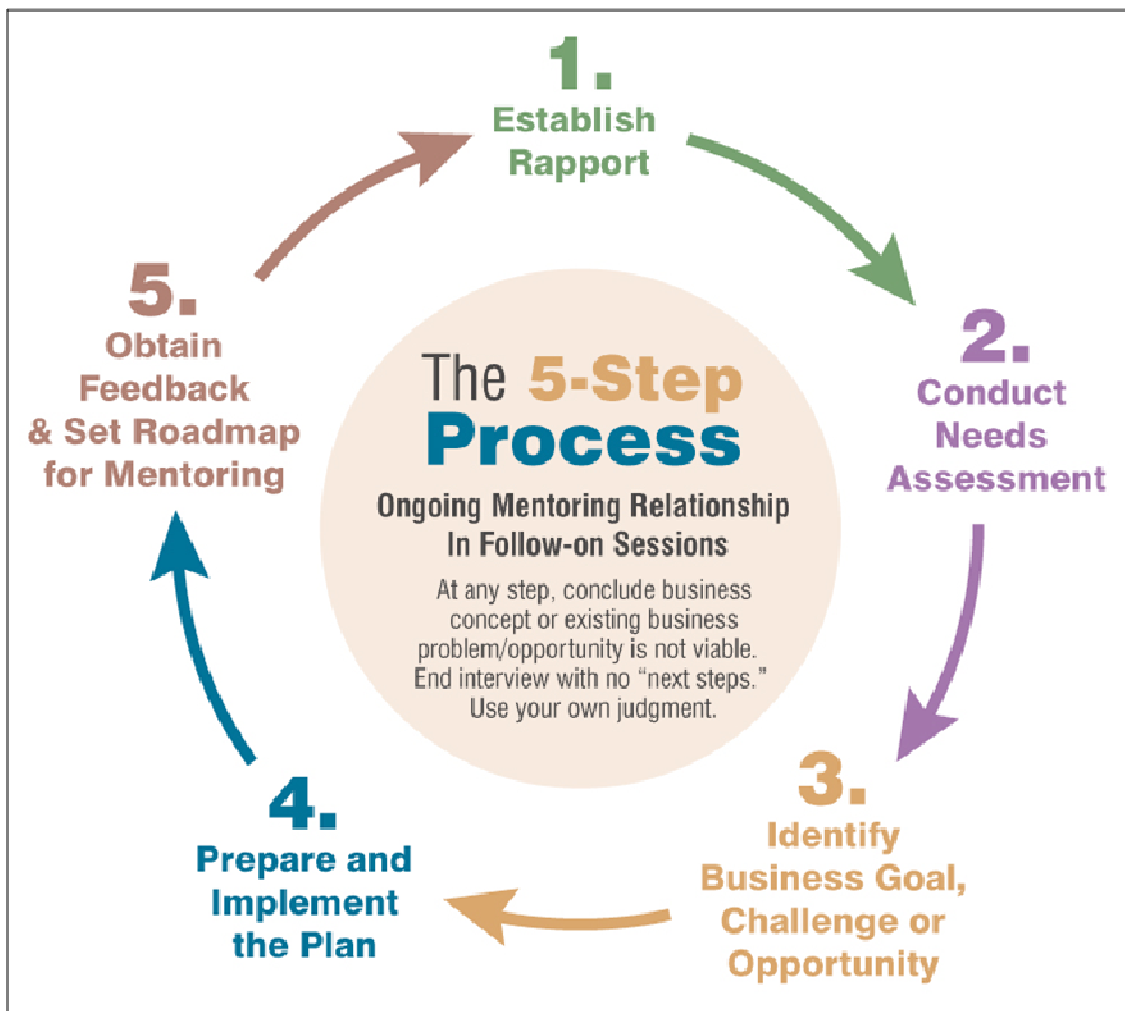 1.
Establish
Rapport
2.
Conduct
Needs
Assessment
3.
Identify
Business Goal,
Challenge or
Opportunity
4.
Prepare and
Implement
the Plan
5.
Obtain
Feedback
& Set Roadmap
for Mentoring
The 5-Step
Process
Ongoing Mentoring Relationship
In Follow-on Sessions
At any step, conclude business
concept or existing business
problem/opportunity is not viable.
End interview with no “next steps.”
Use your own judgment.